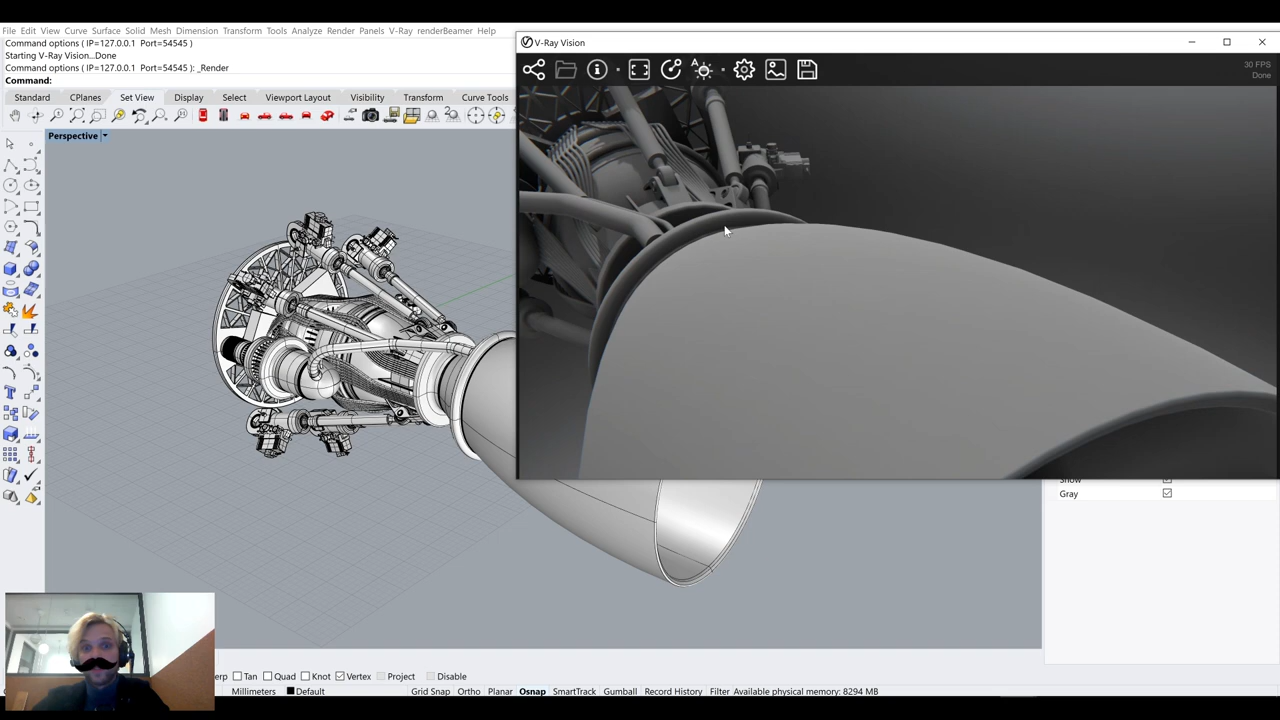 File Edit View Curve Surface Solid Mesh Dimension Transform Tools Analyze Render Panels V-Ray renderBeamer Help
Command options ( IP=127.0.0.1 Port=54545 )
Starting V-Ray Vision...Done
Command options ( IP=127.0.0.1 Port=54545 ): _Render
Command:
Standard CPlanes Set View Display Select Viewport Layout Visibility Transform Curve Tools
Perspective
V-Ray Vision
30 FPS
Done
Show
Gray
erp Tan Quad Knot Vertex Project Disable
Millimeters Default Grid Snap Ortho Planar Osnap SmartTrack Gumball Record History Filter Available physical memory: 8294 MB